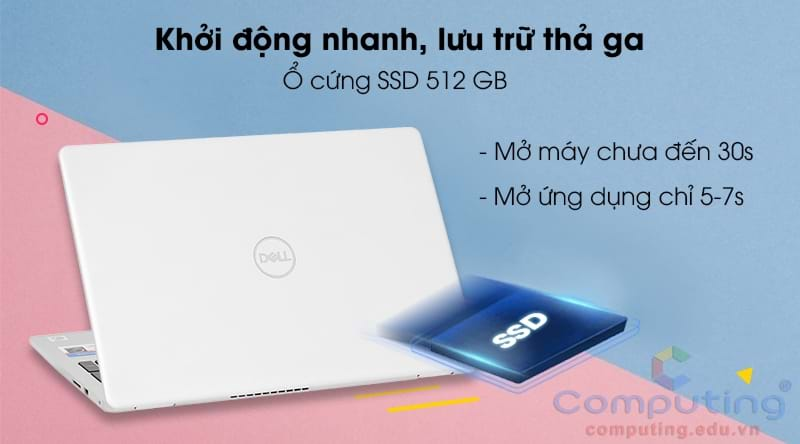 Khởi động nhanh, lưu trữ thả ga
Ổ cứng SSD 512 GB
- Mở máy chưa đến 30s
- Mở ứng dụng chỉ 5-7s
DELL
SSD
Computing®
computing.edu.vn